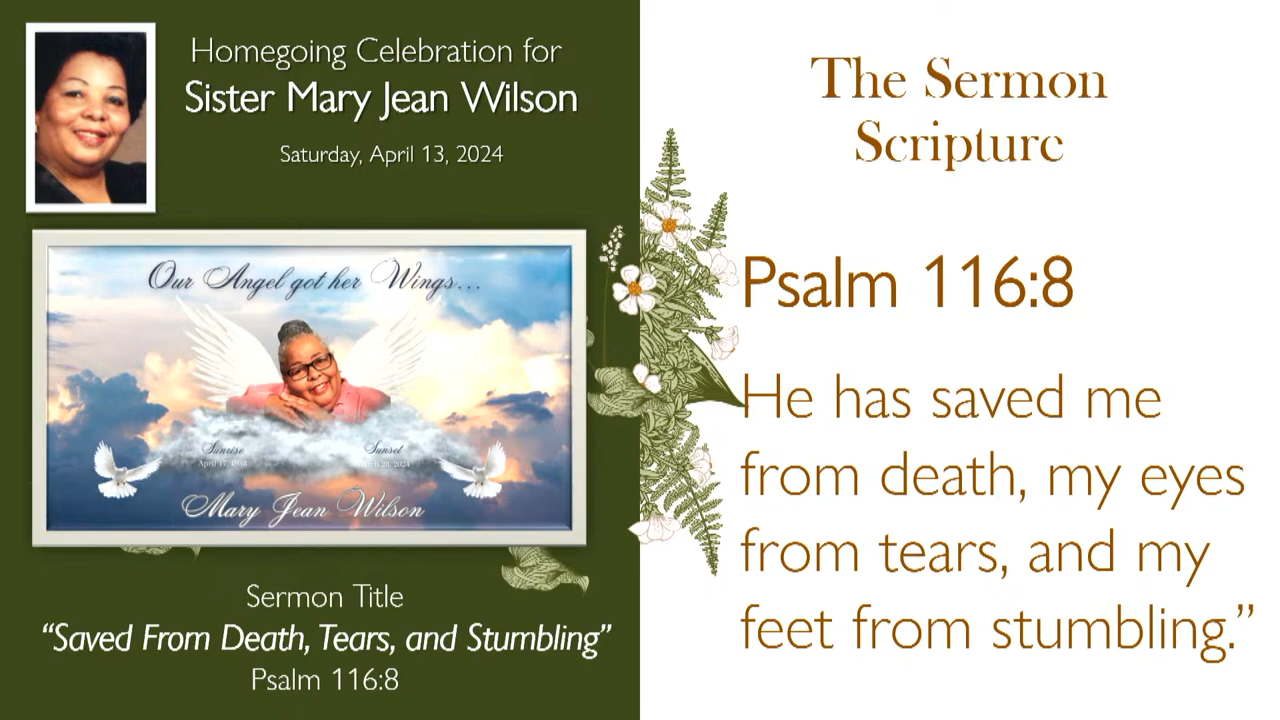 Homegoing Celebration for
Sister Mary Jean Wilson
Saturday, April 13, 2024
Our Angel got her Wings...
Sunrise
Sunset
Mary Jean Wilson
Sermon Title
“Saved From Death, Tears, and Stumbling”
Psalm 116:8
The Sermon
Scripture
Psalm 116:8
He has saved me
from death, my eyes
from tears, and my
feet from stumbling.”